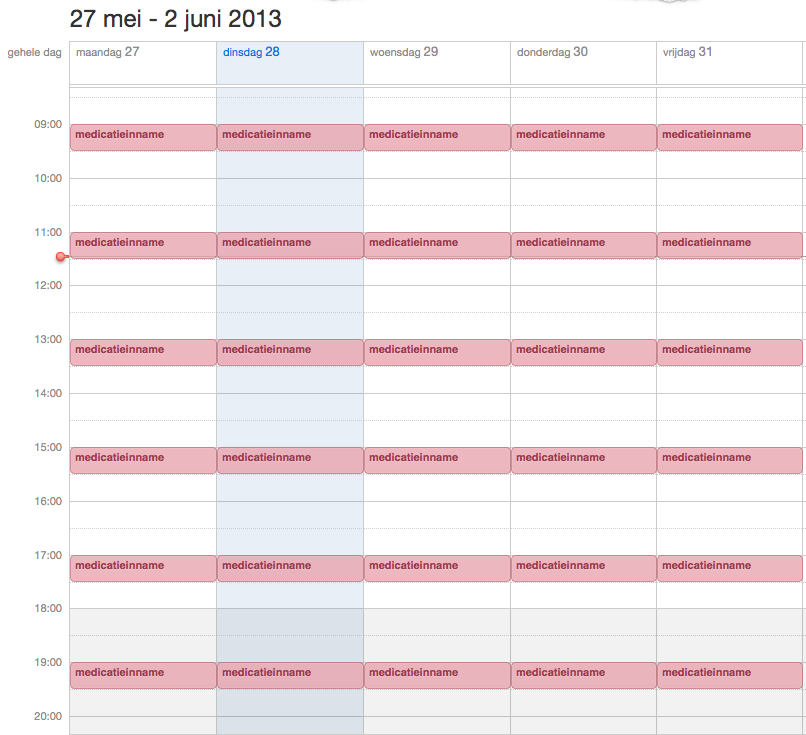 27 mei - 2 juni 2013
gehele dag maandag 27 dinsdag 28 woensdag 29 donderdag 30 vrijdag 31
09:00 medicatieinname medicatieinname medicatieinname medicatieinname medicatieinname
10:00
11:00 medicatieinname medicatieinname medicatieinname medicatieinname medicatieinname
12:00
13:00 medicatieinname medicatieinname medicatieinname medicatieinname medicatieinname
14:00
15:00 medicatieinname medicatieinname medicatieinname medicatieinname medicatieinname
16:00
17:00 medicatieinname medicatieinname medicatieinname medicatieinname medicatieinname
18:00
19:00 medicatieinname medicatieinname medicatieinname medicatieinname medicatieinname
20:00